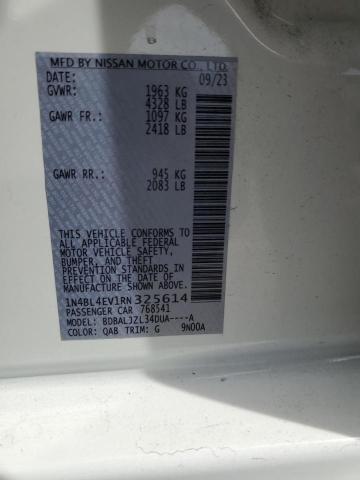 MFD BY NISSAN MOTOR CO., LTD.
DATE: 09/23
GVWR: 1963 KG
4328 LB
GAWR FR.: 1097 KG
2418 LB
GAWR RR.: 945 KG
2083 LB
THIS VEHICLE CONFORMS TO
ALL APPLICABLE FEDERAL
MOTOR VEHICLE SAFETY,
BUMPER, AND THEFT
PREVENTION STANDARDS IN
EFFECT ON THE DATE OF
MANUFACTURE SHOWN ABOVE.
1N4BL4EV1RN325614
PASSENGER CAR 768541
MODEL: BDBALJZL34DUA----A
COLOR: QAB TRIM: G 9N00A